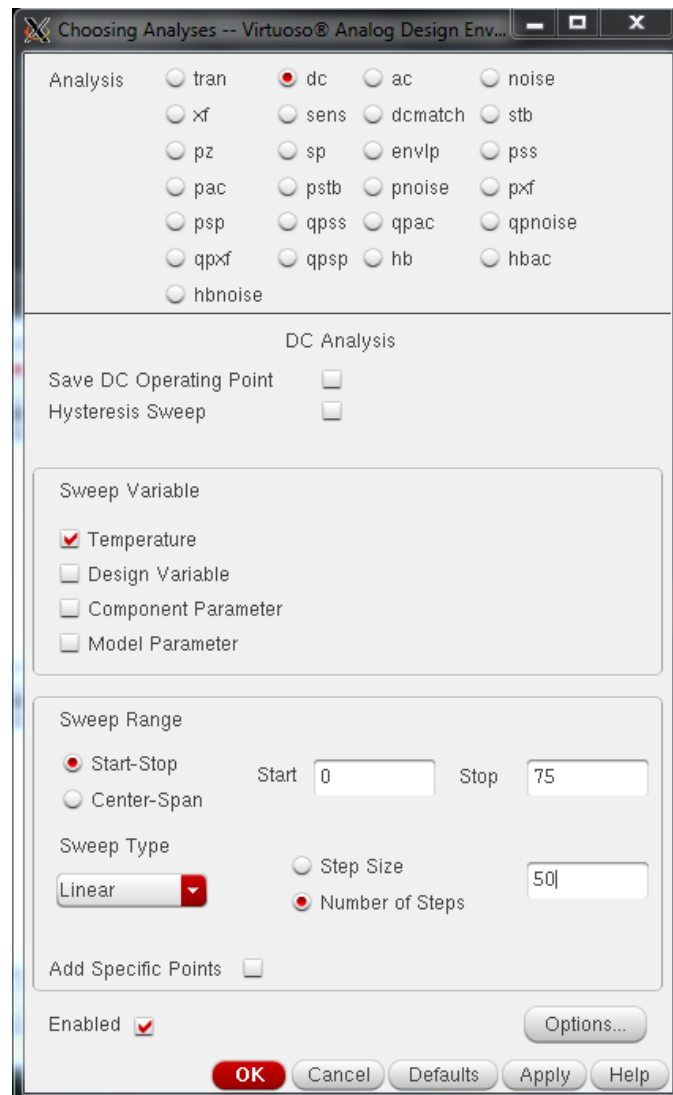 Choosing Analyses -- Virtuoso® Analog Design Env...
Analysis tran dc ac noise
xf sens dcmatch stb
pz sp envlp pss
pac pstb pnoise pxf
psp qpss qpac qpnoise
qpxf qpsp hb hbac
hbnoise
DC Analysis
Save DC Operating Point
Hysteresis Sweep
Sweep Variable
Temperature
Design Variable
Component Parameter
Model Parameter
Sweep Range
Start-Stop Start 0 Stop 75
Center-Span
Sweep Type
Step Size
Linear 50
Number of Steps
Add Specific Points
Enabled Options...
OK Cancel Defaults Apply Help